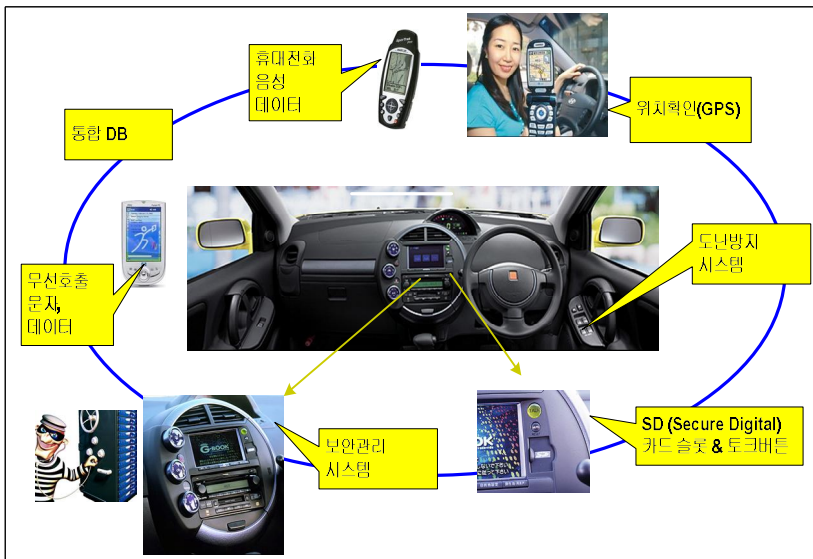 휴대전화
음성
데이터
위치확인(GPS)
통합 DB
도난방지
시스템
무선호출
문자,
데이터
보안관리
시스템
SD (Secure Digital)
카드 슬롯 & 토크버튼
G-BOOK
OOK